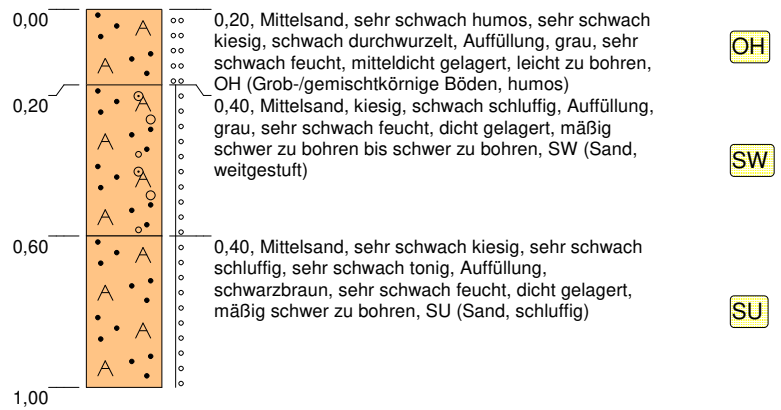 0,00
0,20, Mittelsand, sehr schwach humos, sehr schwach
kiesig, schwach durchwurzelt, Auffüllung, grau, sehr
schwach feucht, mitteldicht gelagert, leicht zu bohren,
OH (Grob-/gemischtkörnige Böden, humos)
OH
0,20
0,40, Mittelsand, kiesig, schwach schluffig, Auffüllung,
grau, sehr schwach feucht, dicht gelagert, mäßig
schwer zu bohren bis schwer zu bohren, SW (Sand,
weitgestuft)
SW
0,60
0,40, Mittelsand, sehr schwach kiesig, sehr schwach
schluffig, sehr schwach tonig, Auffüllung,
schwarzbraun, sehr schwach feucht, dicht gelagert,
mäßig schwer zu bohren, SU (Sand, schluffig)
SU
1,00
A
A
A
A
A
A
A
A
A
A